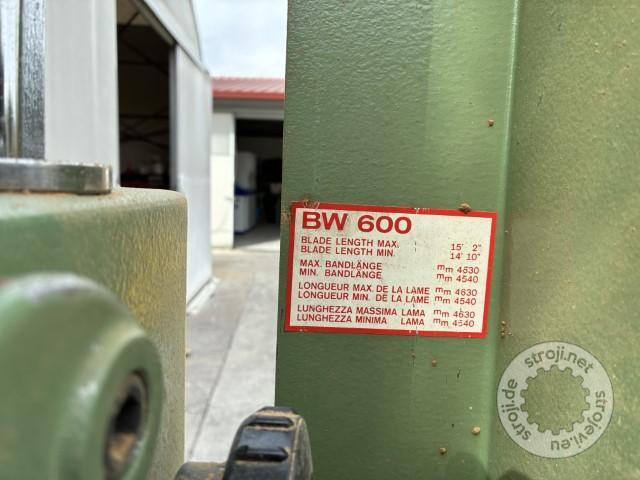 BW 600
BLADE LENGTH MAX. 15' 2"
BLADE LENGTH MIN. 14' 10"
MAX. BANDLÄNGE mm 4630
MIN. BANDLÄNGE mm 4540
LONGUEUR MAX. DE LA LAME mm 4630
LONGUEUR MIN. DE LA LAME mm 4540
LUNGHEZZA MASSIMA LAMA mm 4630
LUNGHEZZA MINIMA LAMA mm 4540
stroji.net
stroji.de
strojevi.eu